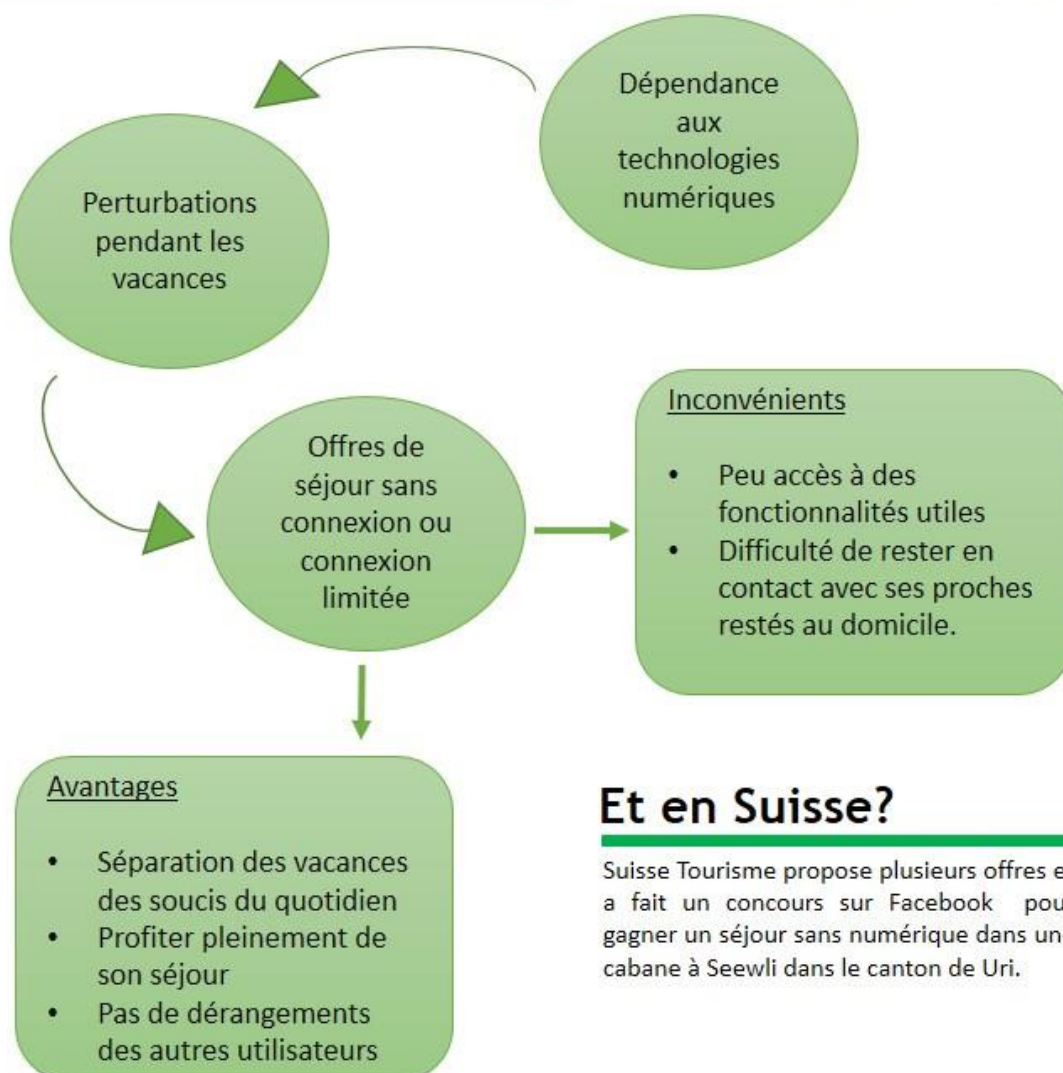 Dépendance
aux
technologies
numériques
Perturbations
pendant les
vacances
Offres de
séjour sans
connexion ou
connexion
limitée
Inconvénients
• Peu accès à des
fonctionnalités utiles
• Difficulté de rester en
contact avec ses proches
restés au domicile.
Avantages
• Séparation des vacances
des soucis du quotidien
• Profiter pleinement de
son séjour
• Pas de dérangements
des autres utilisateurs
Et en Suisse?
Suisse Tourisme propose plusieurs offres e
a fait un concours sur Facebook pou
gagner un séjour sans numérique dans un
cabane à Seewli dans le canton de Uri.